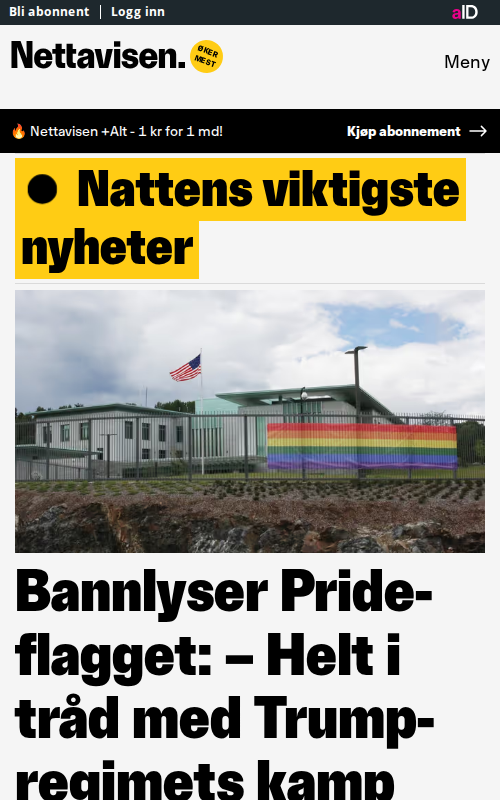 Bli abonnent | Logg inn
aID
Nettavisen.
ØKER
MEST
Meny
🔥 Nettavisen +Alt - 1 kr for 1 md!
Kjøp abonnement →
● Nattens viktigste
nyheter
Bannlyser Pride-
flagget: – Helt i
tråd med Trump-
regimets kamp